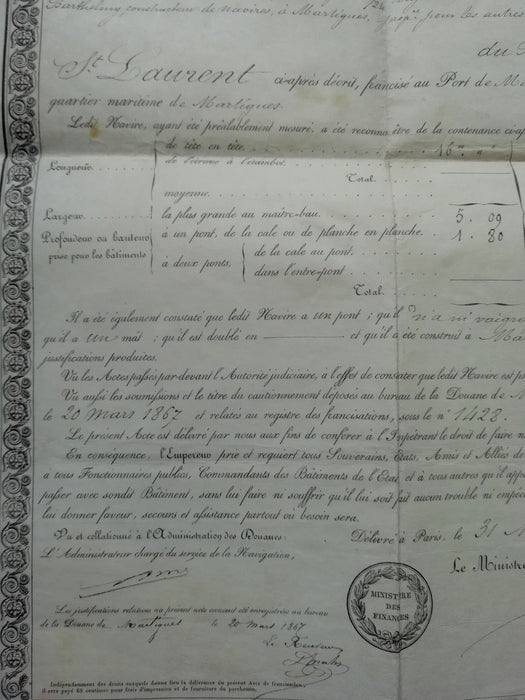 Barthelmy constructeur de navires, à Martigues, pour les autres
24
du
St Laurent ci-après décrit, francisé au Port de Ma
quartier maritime de Martigues.
Ledit Navire, ayant été préalablement mesuré, a été reconnu être de la contenance ci-ap
Longueur de tête en tête. 16m
de l'étrave à l'étambot.
Total.
moyenne.
Largeur la plus grande au maître-bau. 5. 09
Profondeur ou hauteur à un pont, de la cale ou de planche en planche. 1. 80
prise pour les bâtiments à deux ponts, de la cale au pont.
dans l'entre-pont
Total.
Il a été également constaté que ledit Navire a un pont; qu'il n'a ni vaigra
qu'il a un mât; qu'il est doublé en et qu'il a été construit à Ma
justifications produites.
Vu les Actes passés par-devant l'Autorité judiciaire, à l'effet de constater que ledit Navire est p
Vu aussi les soumissions et le titre du cautionnement déposés au bureau de la Douane de M
le 20 mars 1867 et relatés au registre des francisations, sous le n° 1428.
Le présent Acte est délivré par nous aux fins de conférer à l'Impétrant le droit de faire n
En conséquence, l'Empereur prie et requiert tous Souverains, États, Amis et Alliés de
a tous Fonctionnaires publics, Commandants des Bâtiments de l'État et à tous autres qu'il app
passer avec sondit Bâtiment, sans lui faire ni souffrir qu'il lui soit fait aucun trouble ni empê
lui donner faveur, secours et assistance partout où besoin sera.
Vu et collationné à l'Administration des Douanes: Délivré à Paris, le 31 M
L'Administrateur chargé du service de la Navigation,
Le Ministr
MINISTÈRE
DES
FINANCES
Les justifications relatives au présent acte auront été enregistrées au bureau
de la Douane de Martigues le 20 mars 1867
Le Receveur
Indépendamment des droits auxquels donne lieu la délivrance du présent Acte de francisation,
il sera payé 65 centimes pour frais d'impression et de fourniture du parchemin.